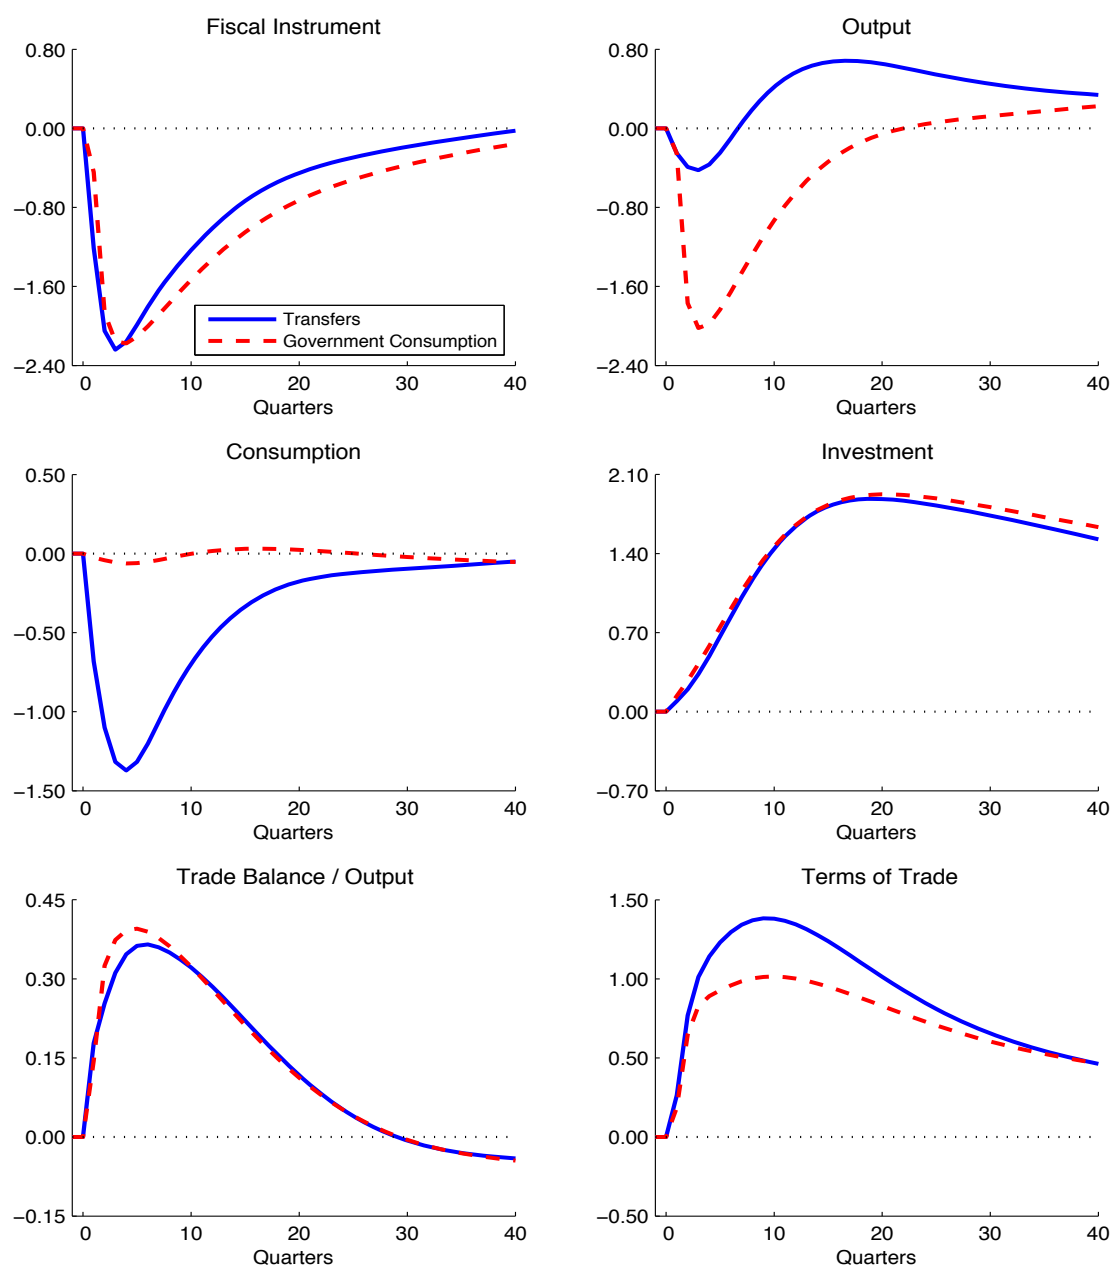 Fiscal Instrument
0.80
0.00
−0.80
−1.60
−2.40
Transfers
Government Consumption
0 10 20 30 40
Quarters
Output
0.80
0.00
−0.80
−1.60
−2.40
0 10 20 30 40
Quarters
Consumption
0.50
0.00
−0.50
−1.00
−1.50
0 10 20 30 40
Quarters
Investment
2.10
1.40
0.70
0.00
−0.70
0 10 20 30 40
Quarters
Trade Balance / Output
0.45
0.30
0.15
0.00
−0.15
0 10 20 30 40
Quarters
Terms of Trade
1.50
1.00
0.50
0.00
−0.50
0 10 20 30 40
Quarters